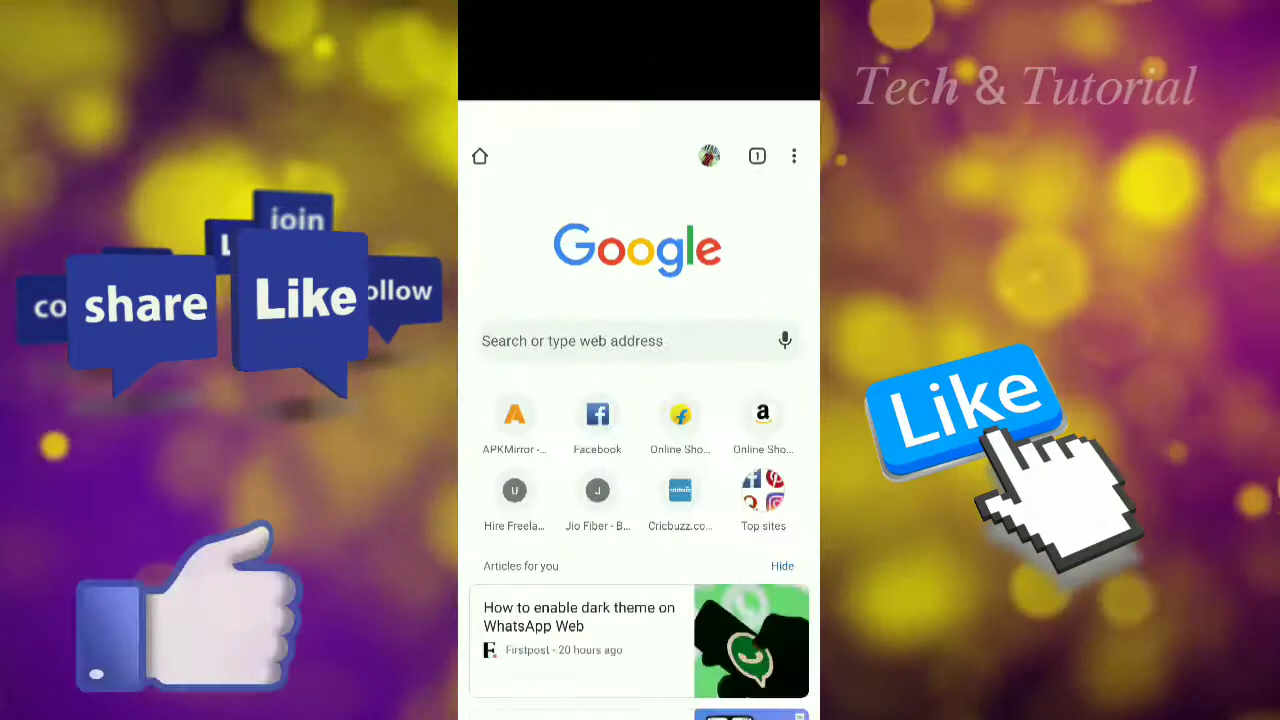 Tech & Tutorial
join
L
co
share
Like
ollow
1
Google
Search or type web address
APKMirror -...
Facebook
Online Sho...
Online Sho...
U
J
cricbuzz
Hire Freela...
Jio Fiber - B...
Cricbuzz.co...
Top sites
Articles for you
Hide
How to enable dark theme on
WhatsApp Web
F. Firstpost - 20 hours ago
Like